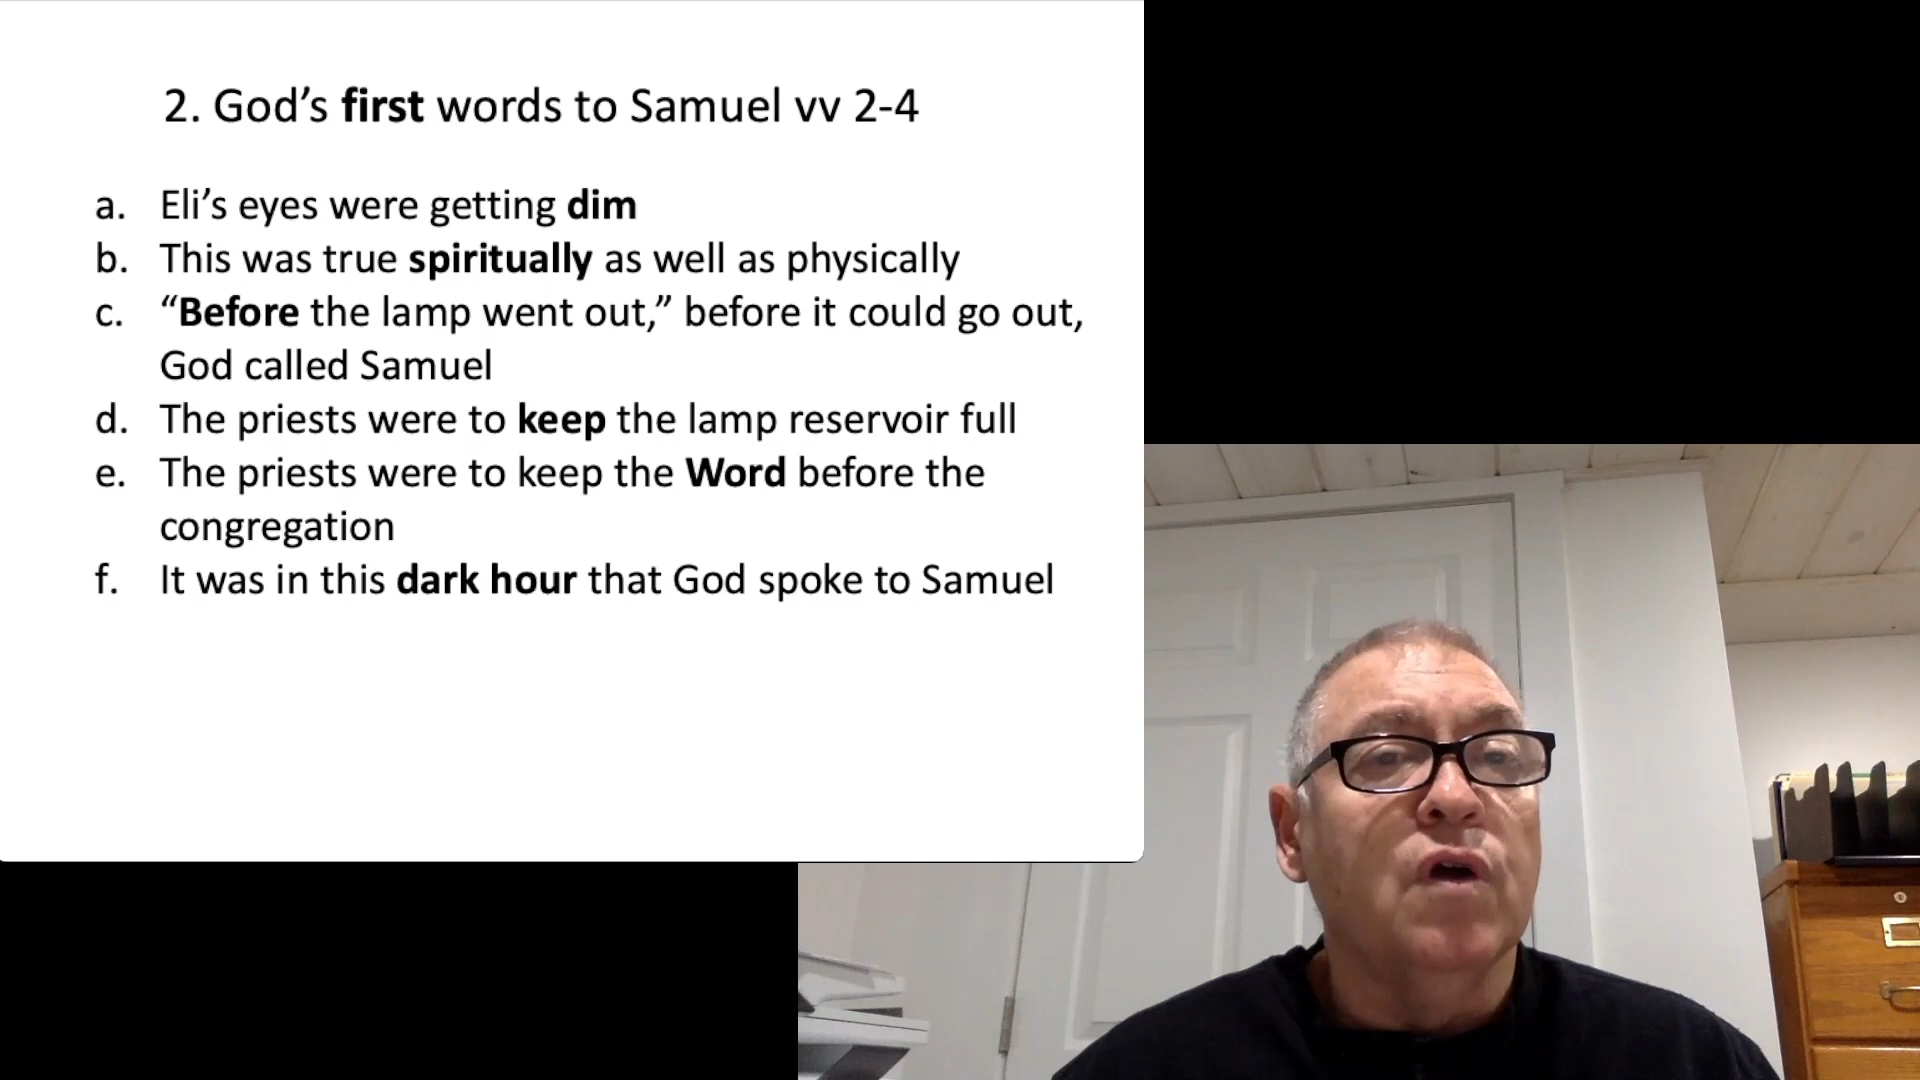 2. God’s first words to Samuel vv 2-4
a. Eli’s eyes were getting dim
b. This was true spiritually as well as physically
c. “Before the lamp went out,” before it could go out,
God called Samuel
d. The priests were to keep the lamp reservoir full
e. The priests were to keep the Word before the
congregation
f. It was in this dark hour that God spoke to Samuel